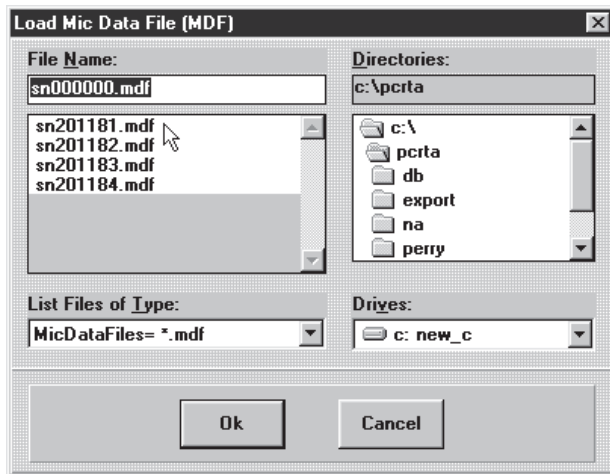 Load Mic Data File (MDF)
File Name:
sn000000.mdf
sn201181.mdf
sn201182.mdf
sn201183.mdf
sn201184.mdf
List Files of Type:
MicDataFiles= *.mdf
Directories:
c:\pcrta
c:\
pcrta
db
export
na
perry
Drives:
c: new_c
Ok
Cancel